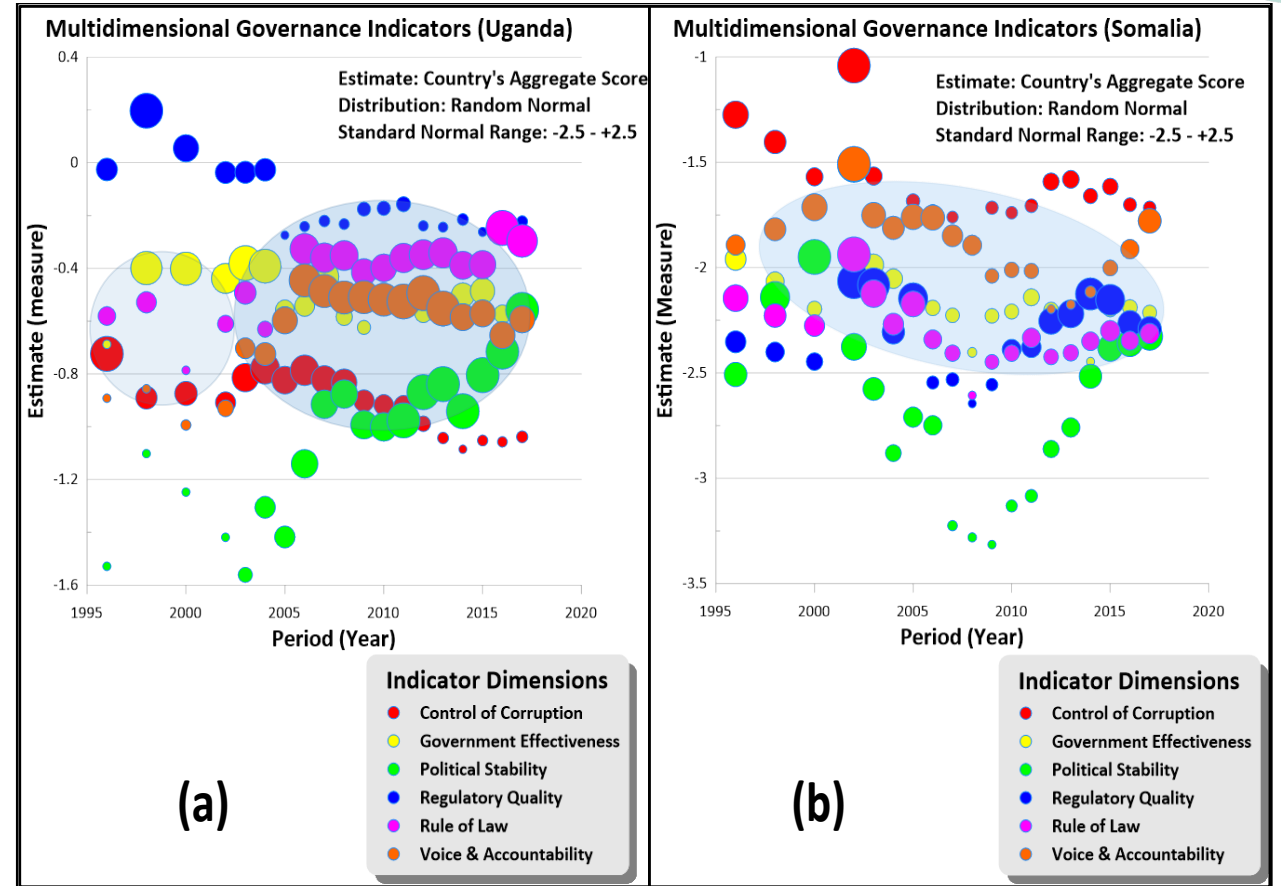 Multidimensional Governance Indicators (Uganda)
Estimate: Country's Aggregate Score
Distribution: Random Normal
Standard Normal Range: -2.5 - +2.5
0.4
0
-0.4
-0.8
-1.2
-1.6
Estimate (measure)
1995
2000
2005
2010
2015
2020
Period (Year)
Indicator Dimensions
Control of Corruption
Government Effectiveness
Political Stability
Regulatory Quality
Rule of Law
Voice & Accountability
(a)
Multidimensional Governance Indicators (Somalia)
Estimate: Country's Aggregate Score
Distribution: Random Normal
Standard Normal Range: -2.5 - +2.5
-1
-1.5
-2
-2.5
-3
-3.5
Estimate (Measure)
1995
2000
2005
2010
2015
2020
Period (Year)
Indicator Dimensions
Control of Corruption
Government Effectiveness
Political Stability
Regulatory Quality
Rule of Law
Voice & Accountability
(b)